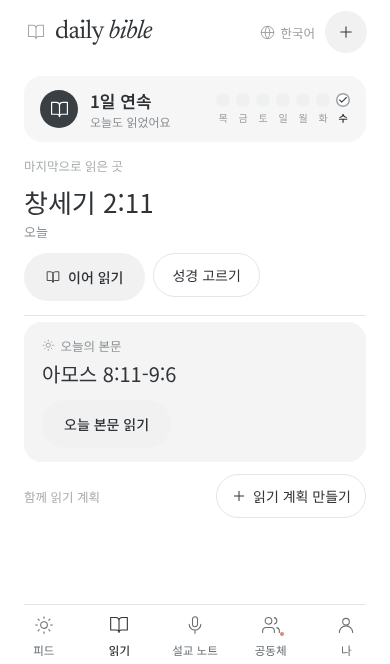 daily bible
한국어
1일 연속
오늘도 읽었어요
목 금 토 일 월 화 수
마지막으로 읽은 곳
창세기 2:11
오늘
이어 읽기
성경 고르기
오늘의 본문
아모스 8:11-9:6
오늘 본문 읽기
함께 읽기 계획
읽기 계획 만들기
피드 읽기 설교 노트 공동체 나